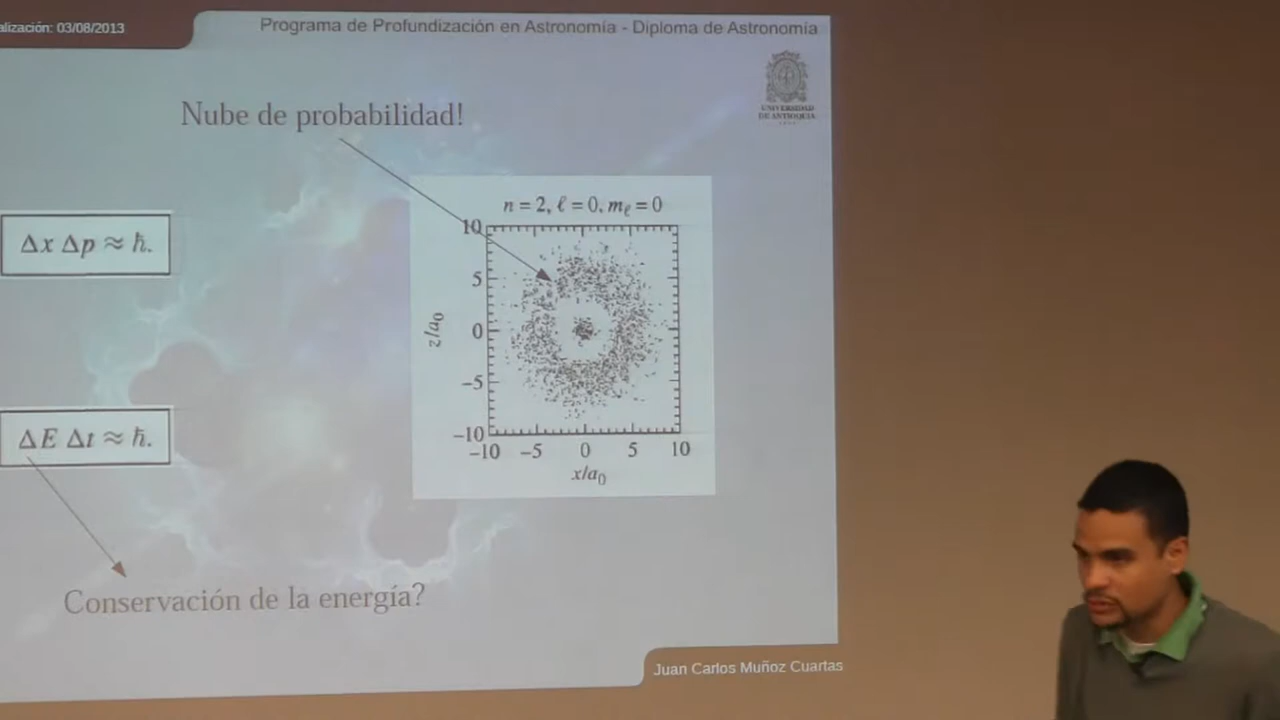 alización: 03/08/2013
Programa de Profundización en Astronomía - Diploma de Astronomía
UNIVERSIDAD
DE ANTIOQUIA
Nube de probabilidad!
n = 2, ℓ = 0, mℓ = 0
10
5
0
−5
−10
z/a0
−10 −5 0 5 10
x/a0
Δx Δp ≈ ℏ.
ΔE Δt ≈ ℏ.
Conservación de la energía?
Juan Carlos Muñoz Cuartas